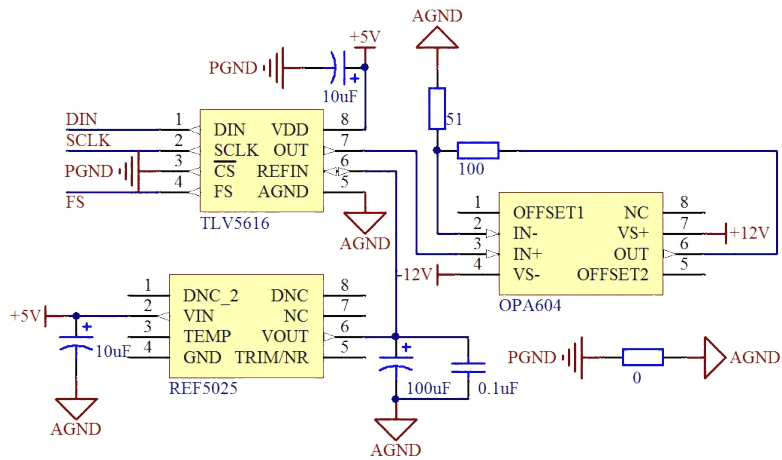 AGND
+5V
PGND
10uF
51
DIN 1 DIN VDD 8
SCLK 2 SCLK OUT 7
PGND 3 CS REFIN 6
FS 4 FS AGND 5
TLV5616
AGND
100
1 OFFSET1 NC 8
2 IN- VS+ 7 +12V
3 IN+ OUT 6
-12V 4 VS- OFFSET2 5
OPA604
1 DNC_2 DNC 8
+5V 2 VIN NC 7
3 TEMP VOUT 6
4 GND TRIM/NR 5
10uF
REF5025
100uF
0.1uF
AGND
AGND
PGND
0
AGND